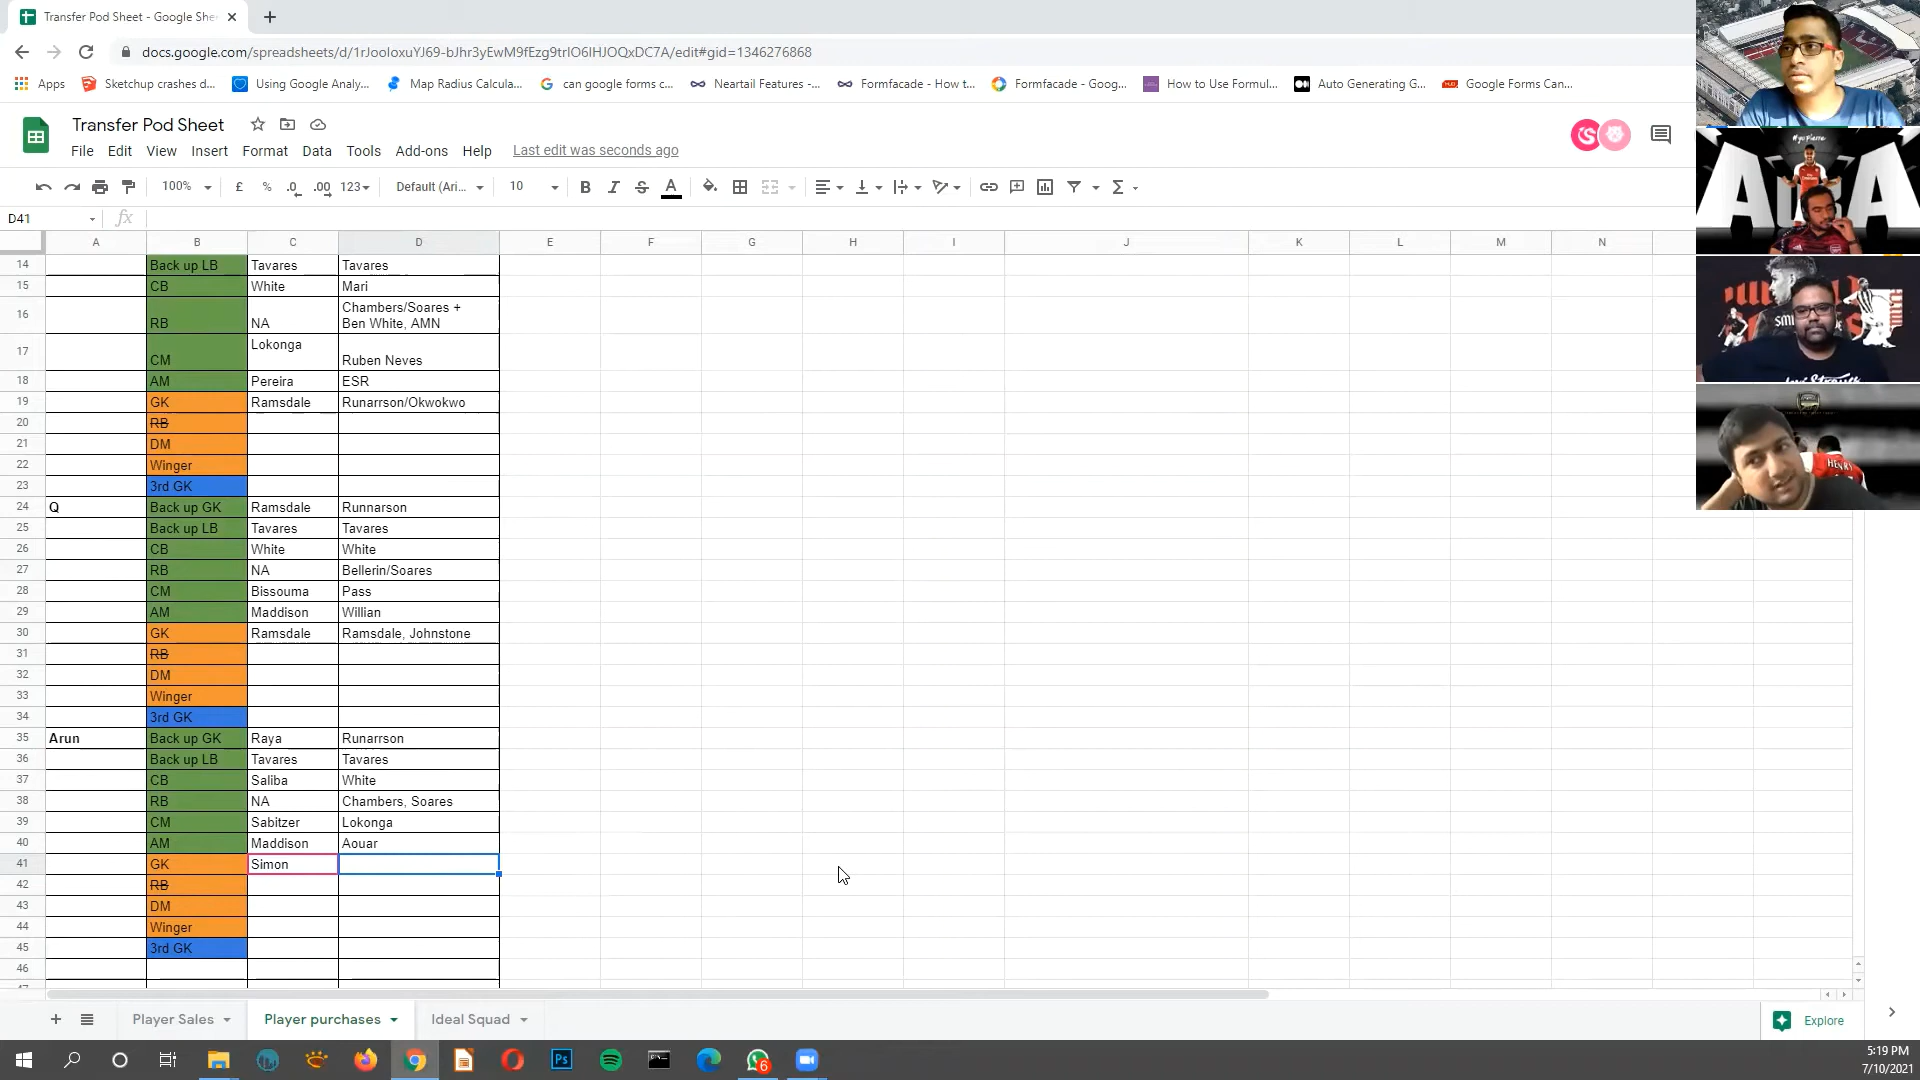 Transfer Pod Sheet - Google She
docs.google.com/spreadsheets/d/1rJooIoxuYJ69-bJhr3yEwM9fEzg9trIO6IHJOQxDC7A/edit#gid=1346276868
Apps Sketchup crashes d... Using Google Analy... Map Radius Calcula... can google forms c... Neartail Features -... Formfacade - How t... Formfacade - Goog... How to Use Formul... Auto Generating G... Google Forms Can...
Transfer Pod Sheet
File Edit View Insert Format Data Tools Add-ons Help Last edit was seconds ago
100% £ % .0 .00 123 Default (Ari... 10 B I S A
D41 fx
A B C D E F G H I J K L M N
14 Back up LB Tavares Tavares
15 CB White Mari
16 RB NA Chambers/Soares + Ben White, AMN
17 CM Lokonga Ruben Neves
18 AM Pereira ESR
19 GK Ramsdale Runarrson/Okwokwo
20 RB
21 DM
22 Winger
23 3rd GK
24 Q Back up GK Ramsdale Runnarson
25 Back up LB Tavares Tavares
26 CB White White
27 RB NA Bellerin/Soares
28 CM Bissouma Pass
29 AM Maddison Willian
30 GK Ramsdale Ramsdale, Johnstone
31 RB
32 DM
33 Winger
34 3rd GK
35 Arun Back up GK Raya Runarrson
36 Back up LB Tavares Tavares
37 CB Saliba White
38 RB NA Chambers, Soares
39 CM Sabitzer Lokonga
40 AM Maddison Aouar
41 GK Simon
42 RB
43 DM
44 Winger
45 3rd GK
46
Player Sales Player purchases Ideal Squad
Explore
Ps
6
5:19 PM
7/10/2021
HENRY